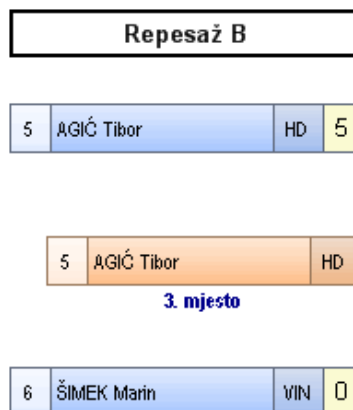 Repesaž B
5 AGIĆ Tibor HD 5
5 AGIĆ Tibor HD
3. mjesto
6 ŠIMEK Marin VIN 0